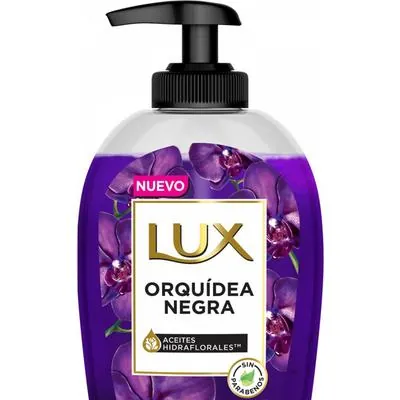 NUEVO
LUX
ORQUÍDEA
NEGRA
ACEITES
HIDRAFLORALES™
SIN
PARABENOS